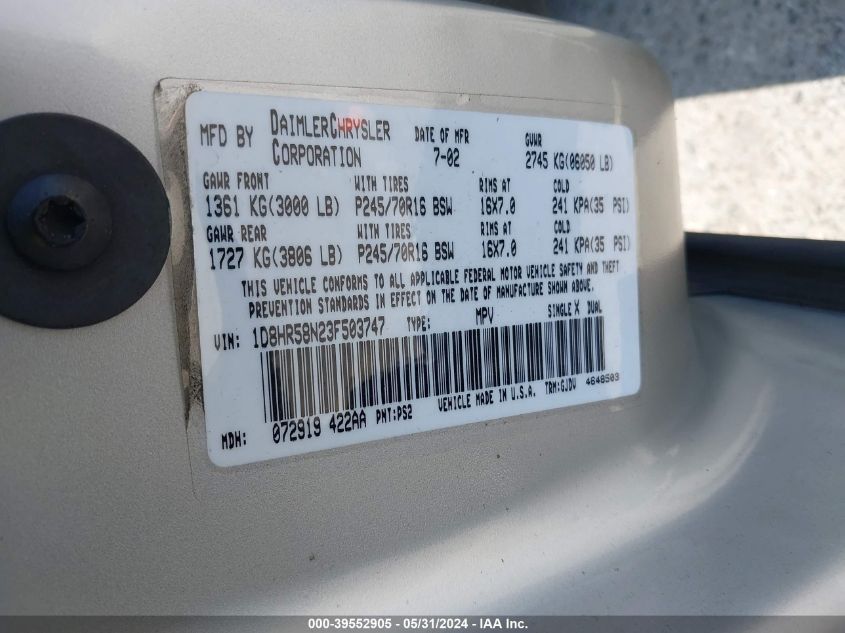 MFD BY DAIMLERCHRYSLER CORPORATION DATE OF MFR 7-02 GVWR 2745 KG(06050 LB)
GAWR FRONT WITH TIRES RIMS AT COLD
1361 KG(3000 LB) P245/70R16 BSW 16X7.0 241 KPA(35 PSI)
GAWR REAR WITH TIRES RIMS AT COLD
1727 KG(3806 LB) P245/70R16 BSW 16X7.0 241 KPA(35 PSI)
THIS VEHICLE CONFORMS TO ALL APPLICABLE FEDERAL MOTOR VEHICLE SAFETY AND THEFT
PREVENTION STANDARDS IN EFFECT ON THE DATE OF MANUFACTURE SHOWN ABOVE.
VIN: 1D8HR58N23F503747 TYPE: MPV SINGLE X DUAL
MDH: 072919 422AA PNT:PS2 VEHICLE MADE IN U.S.A. TRM:GJDV 4648503
000-39552905 - 05/31/2024 - IAA Inc.